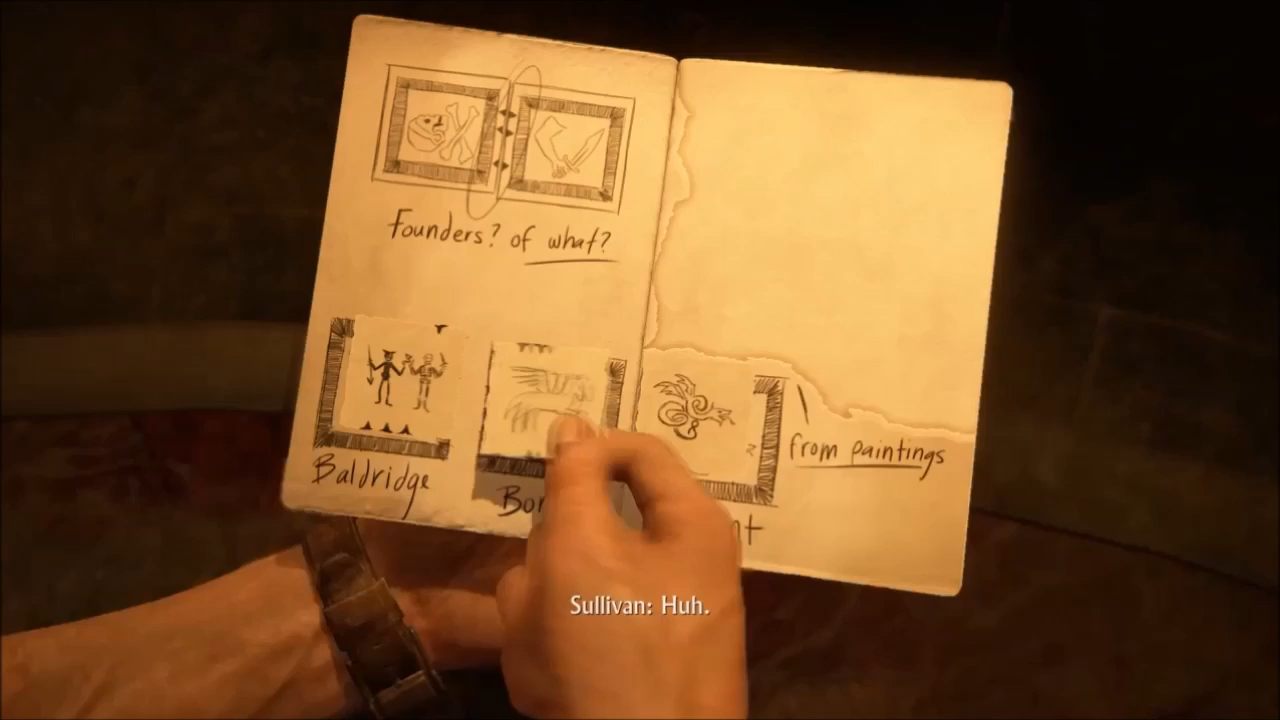 Founders? of what?
from paintings
Baldridge
Sullivan: Huh.